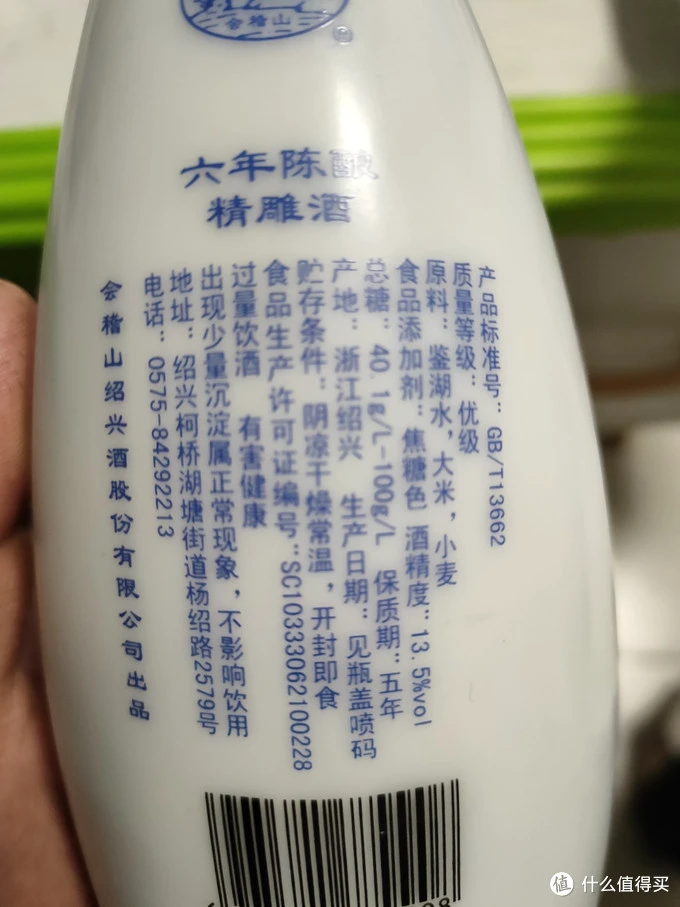 会稽山
®
六年陈酿
精雕酒
产品标准号：GB/T13662
质量等级：优级
原料：鉴湖水，大米，小麦
食品添加剂：焦糖色 酒精度：13.5%vol
总糖：40.1g/L-100g/L 保质期：五年
产地：浙江绍兴 生产日期：见瓶盖喷码
贮存条件：阴凉干燥常温，开封即食
食品生产许可证编号：SC10333062100228
过量饮酒 有害健康
出现少量沉淀属正常现象，不影响饮用
地址：绍兴柯桥湖塘街道杨绍路2579号
电话：0575-84292213
会稽山绍兴酒股份有限公司出品
值 什么值得买